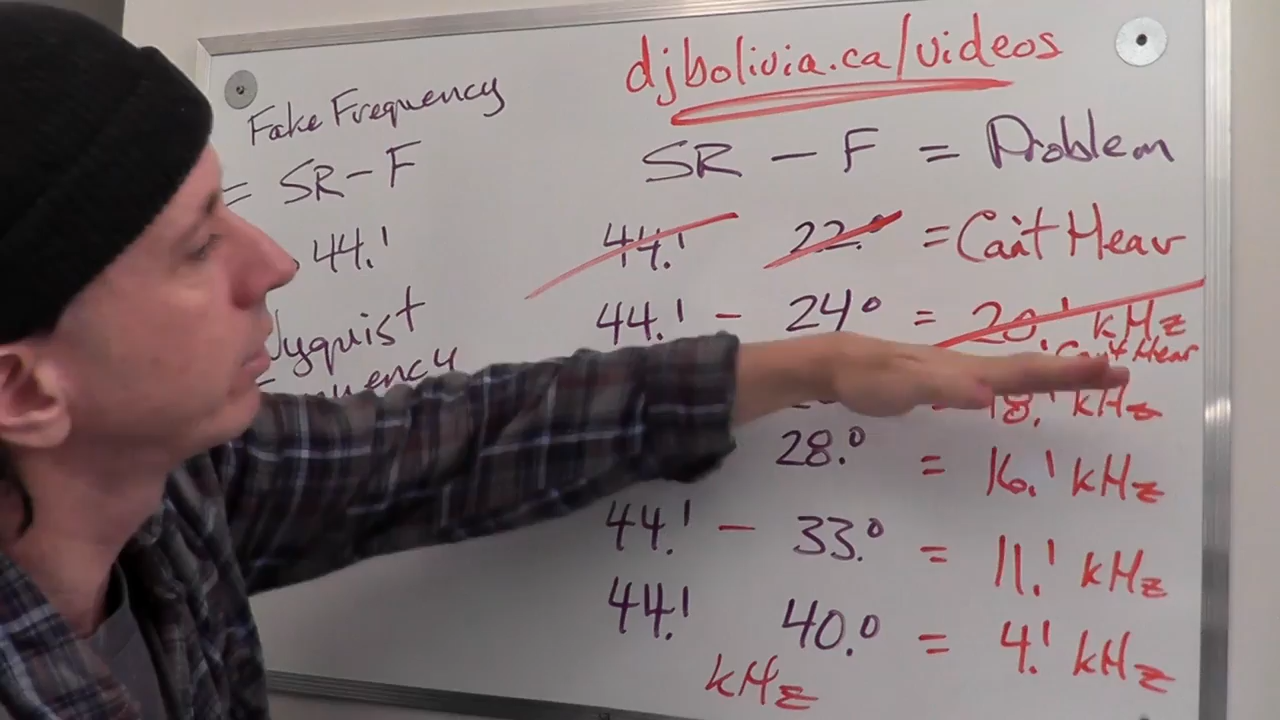 djbolivia.ca/videos
Fake Frequency
= SR-F
44.1
Nyquist
SR - F = Problem
44.1 22.0 = Can't Hear
44.1 - 24.0 = 20.1 kHz
Can't Hear
= 18.1 kHz
28.0 = 16.1 kHz
44.1 - 33.0 = 11.1 kHz
44.1 40.0 = 4.1 kHz
kHz